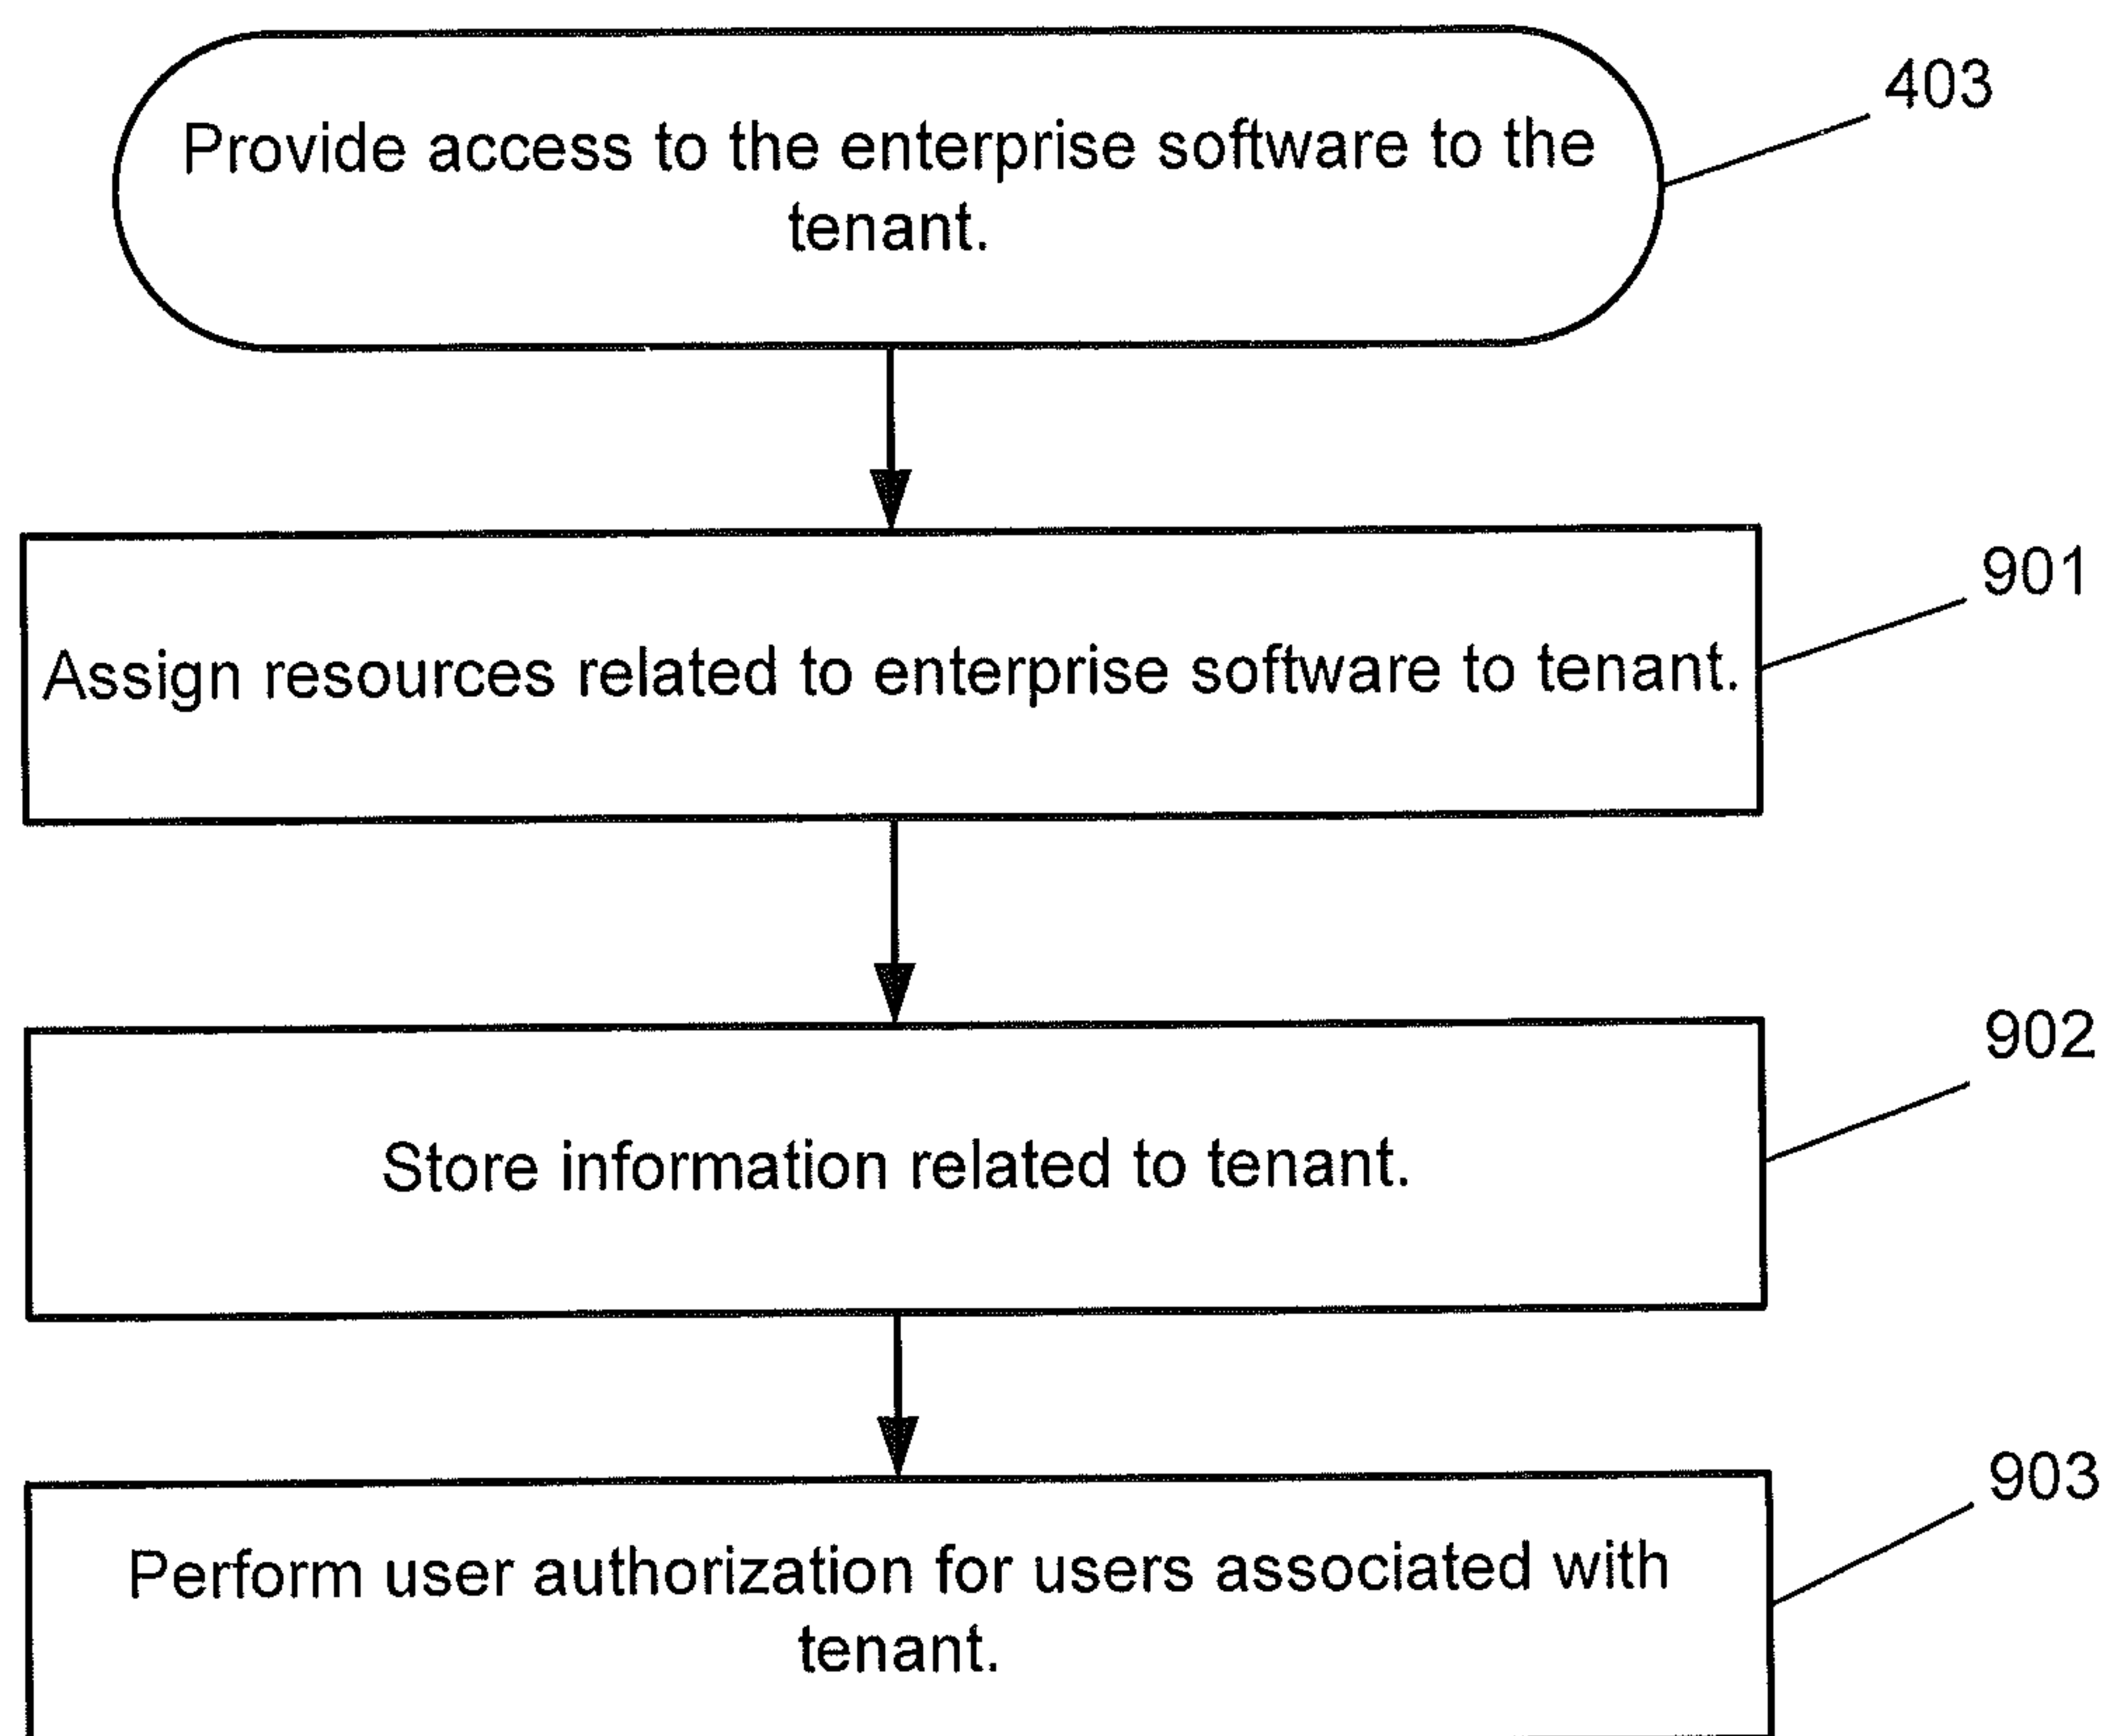 403
Provide access to the enterprise software to the
tenant.
901
Assign resources related to enterprise software to tenant.
902
Store information related to tenant.
903
Perform user authorization for users associated with
tenant.